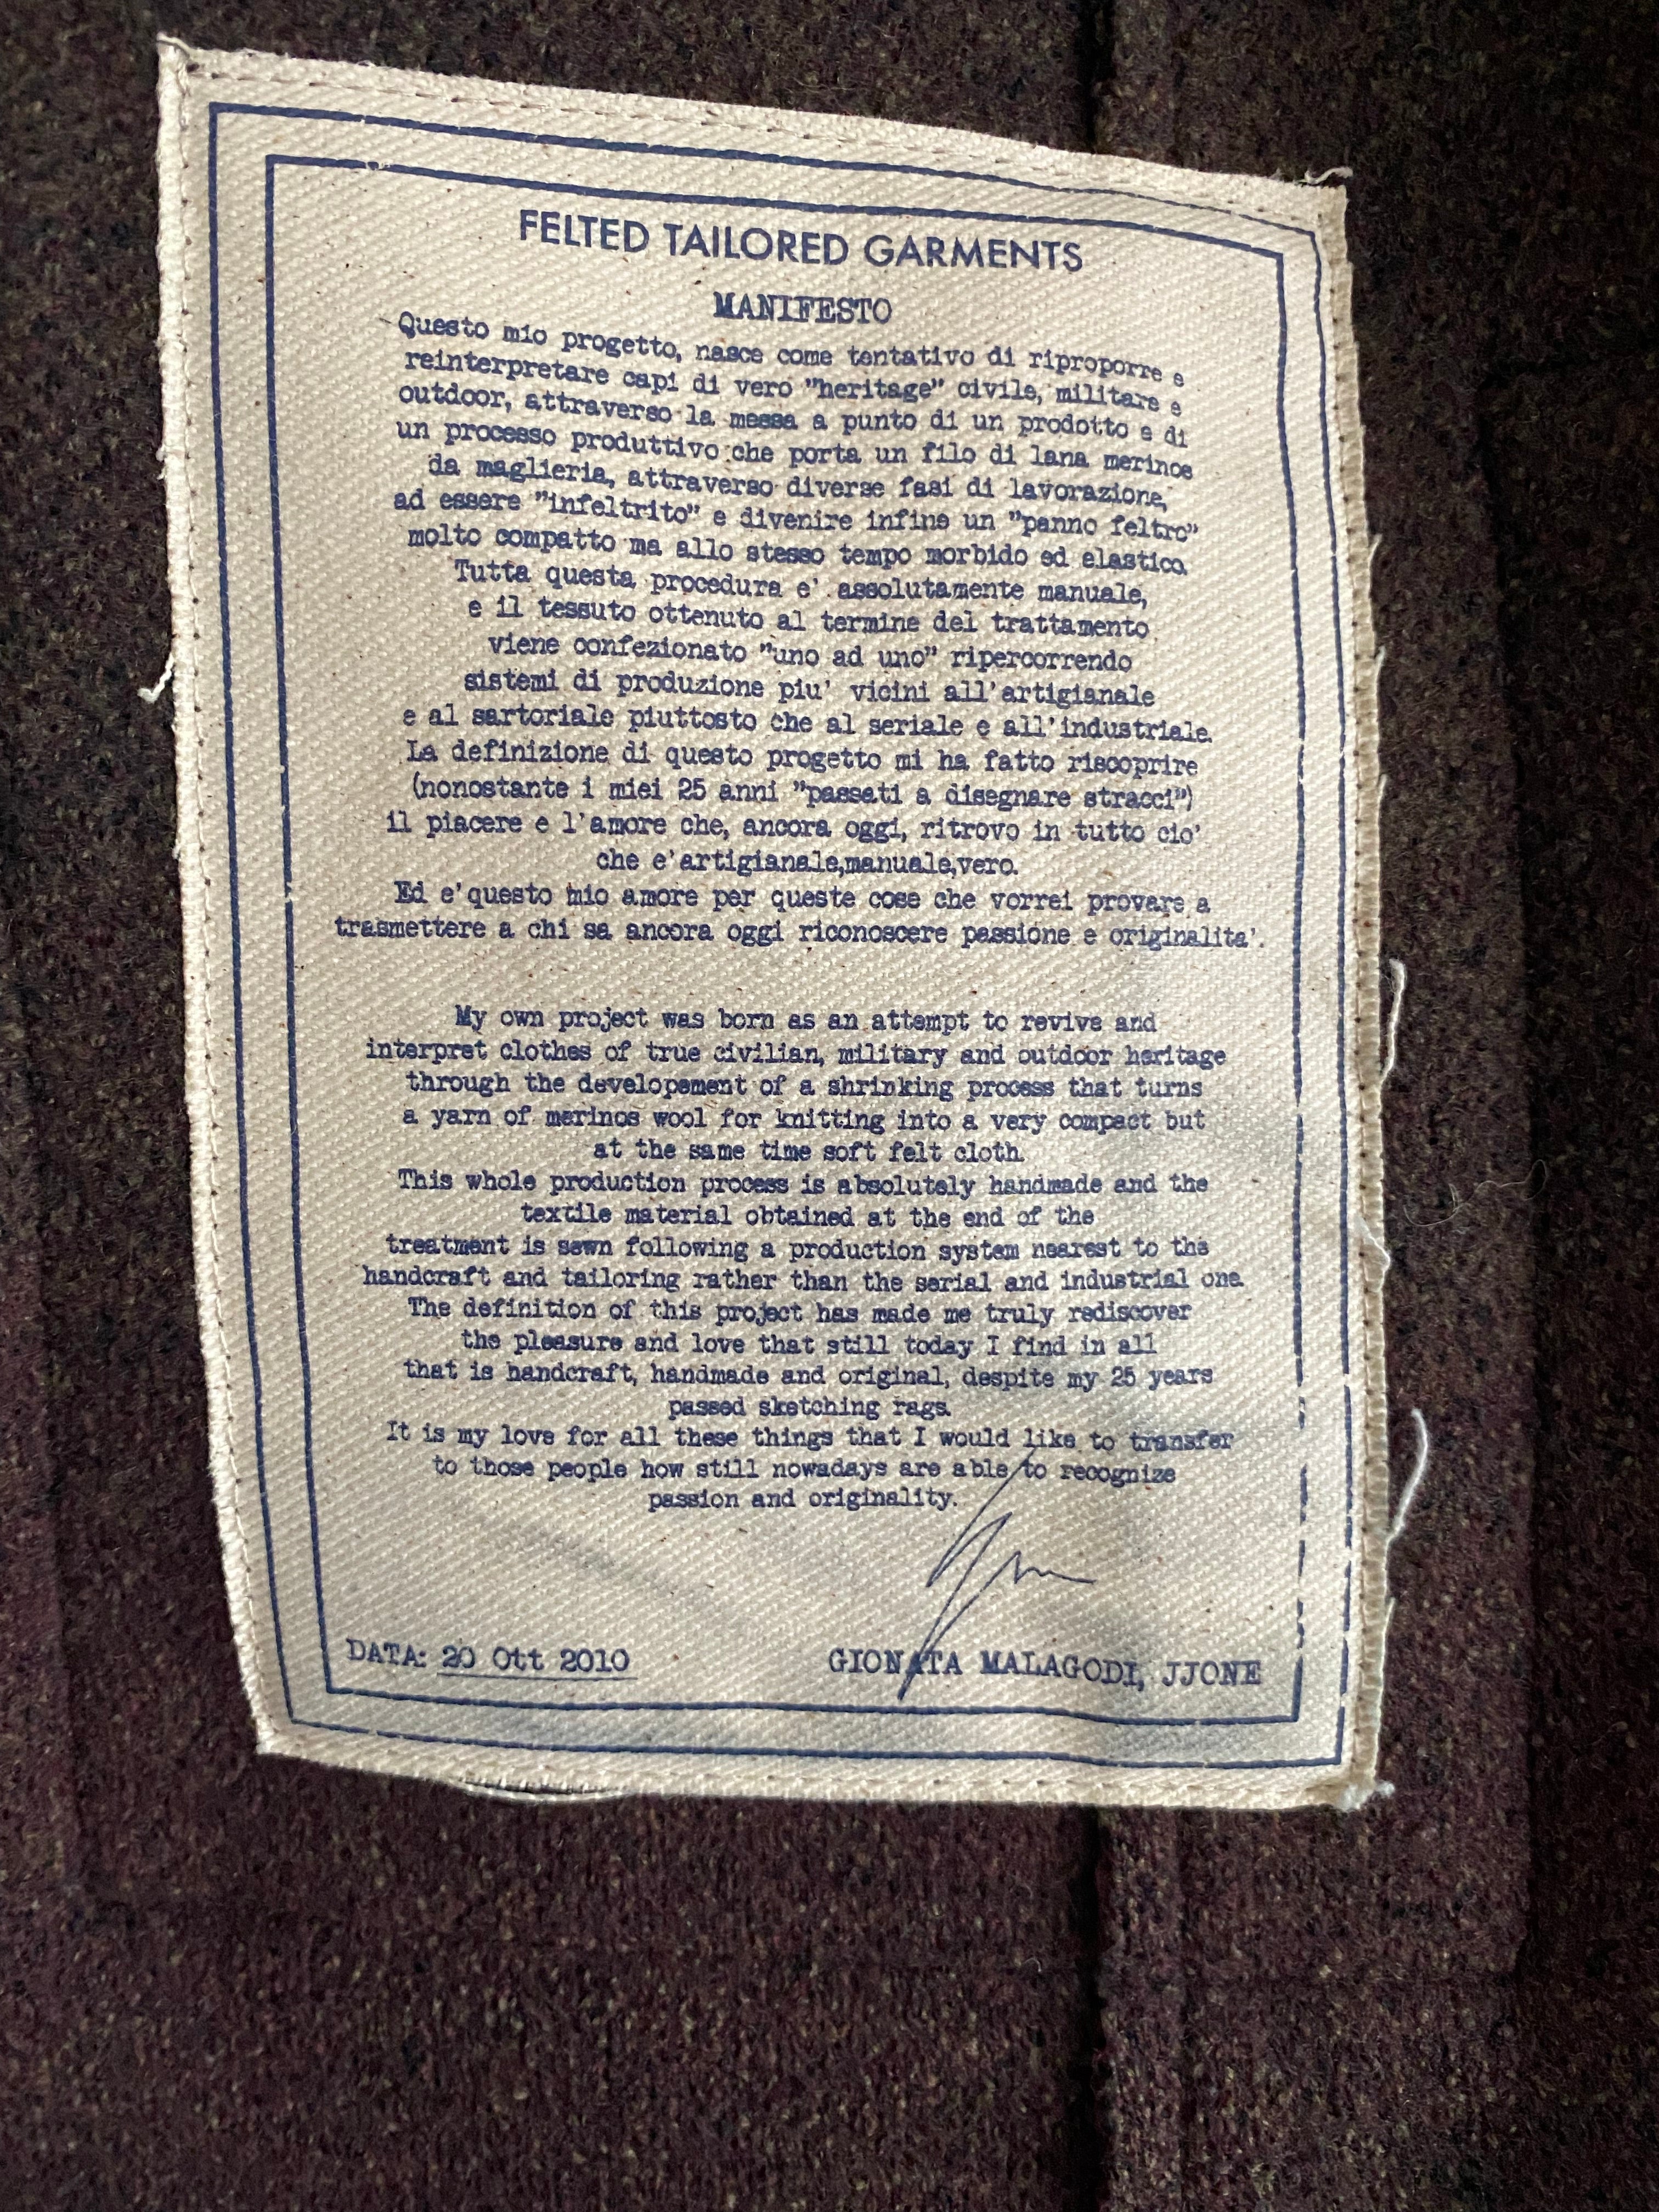 FELTED TAILORED GARMENTS
MANIFESTO
Questo mio progetto, nasce come tentativo di riproporre e
reinterpretare capi di vero "heritage" civile, militare e
outdoor, attraverso la messa a punto di un prodotto e di
un processo produttivo che porta un filo di lana merinos
da maglieria, attraverso diverse fasi di lavorazione,
ad essere "infeltrito" e divenire infine un "panno feltro"
molto compatto ma allo stesso tempo morbido ed elastico.
Tutta questa procedura e' assolutamente manuale,
e il tessuto ottenuto al termine del trattamento
viene confezionato "uno ad uno" ripercorrendo
sistemi di produzione piu' vicini all'artigianale
e al sartoriale piuttosto che al seriale e all'industriale.
La definizione di questo progetto mi ha fatto riscoprire
(nonostante i miei 25 anni "passati a disegnare stracci")
il piacere e l'amore che, ancora oggi, ritrovo in tutto cio'
che e'artigianale,manuale,vero.
Ed e'questo mio amore per queste cose che vorrei provare a
trasmettere a chi sa ancora oggi riconoscere passione e originalita'.
My own project was born as an attempt to revive and
interpret clothes of true civilian, military and outdoor heritage
through the developement of a shrinking process that turns
a yarn of merinos wool for knitting into a very compact but
at the same time soft felt cloth.
This whole production process is absolutely handmade and the
textile material obtained at the end of the
treatment is sewn following a production system nearest to the
handcraft and tailoring rather than the serial and industrial one.
The definition of this project has made me truly rediscover
the pleasure and love that still today I find in all
that is handcraft, handmade and original, despite my 25 years
passed sketching rags.
It is my love for all these things that I would like to transfer
to those people how still nowadays are able to recognize
passion and originality.
DATA: 20 Ott 2010
GIONATA MALAGODI, JJONE